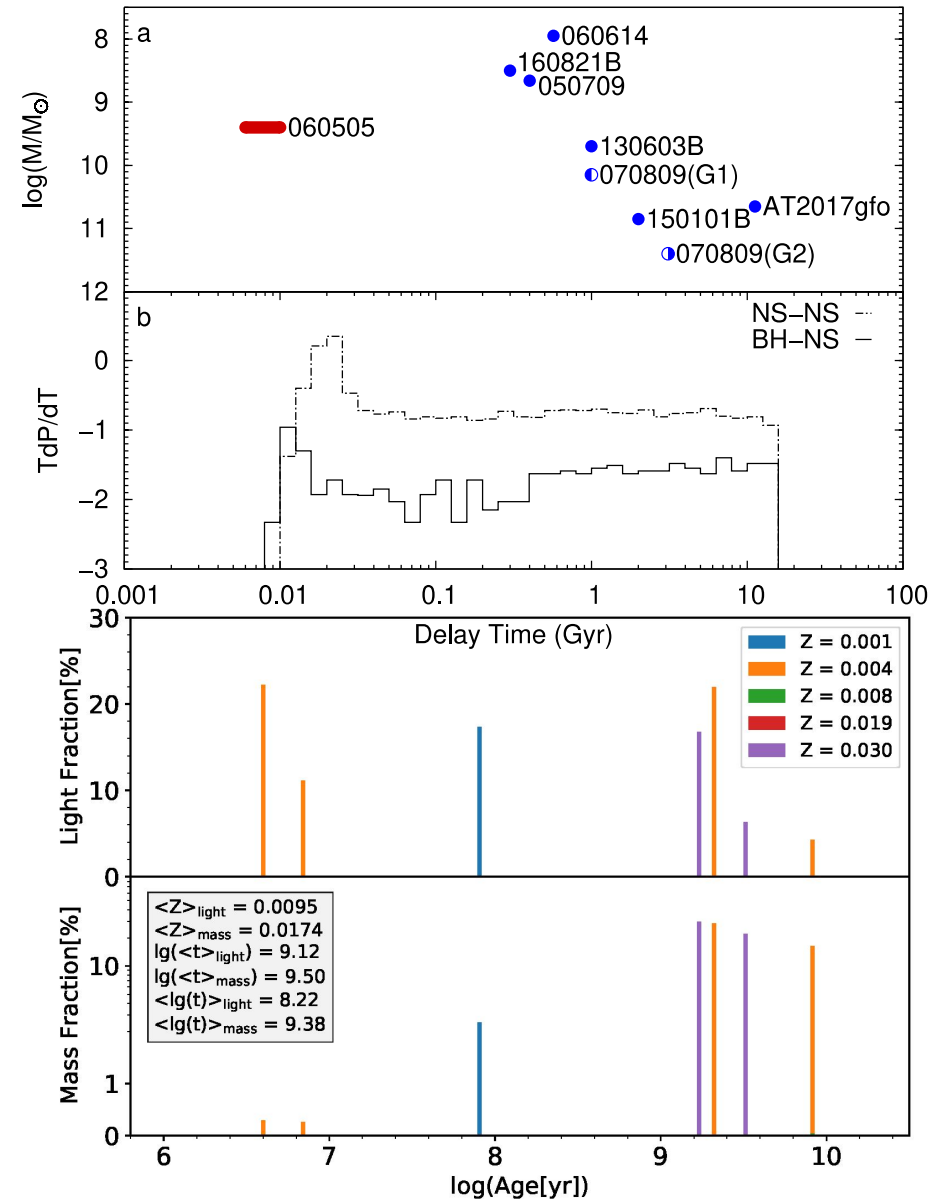 a
060614
8
160821B
050709
9
060505
130603B
10
070809(G1)
AT2017gfo
150101B
11
070809(G2)
12
log(M/M⊙)
b
NS−NS
BH−NS
0
−1
−2
−3
TdP/dT
0.001 0.01 0.1 1 10 100
Delay Time (Gyr)
30
20
10
0
Light Fraction[%]
Z = 0.001
Z = 0.004
Z = 0.008
Z = 0.019
Z = 0.030
<Z>light = 0.0095
<Z>mass = 0.0174
lg(<t>light) = 9.12
lg(<t>mass) = 9.50
<lg(t)>light = 8.22
<lg(t)>mass = 9.38
10
1
0
Mass Fraction[%]
6 7 8 9 10
log(Age[yr])